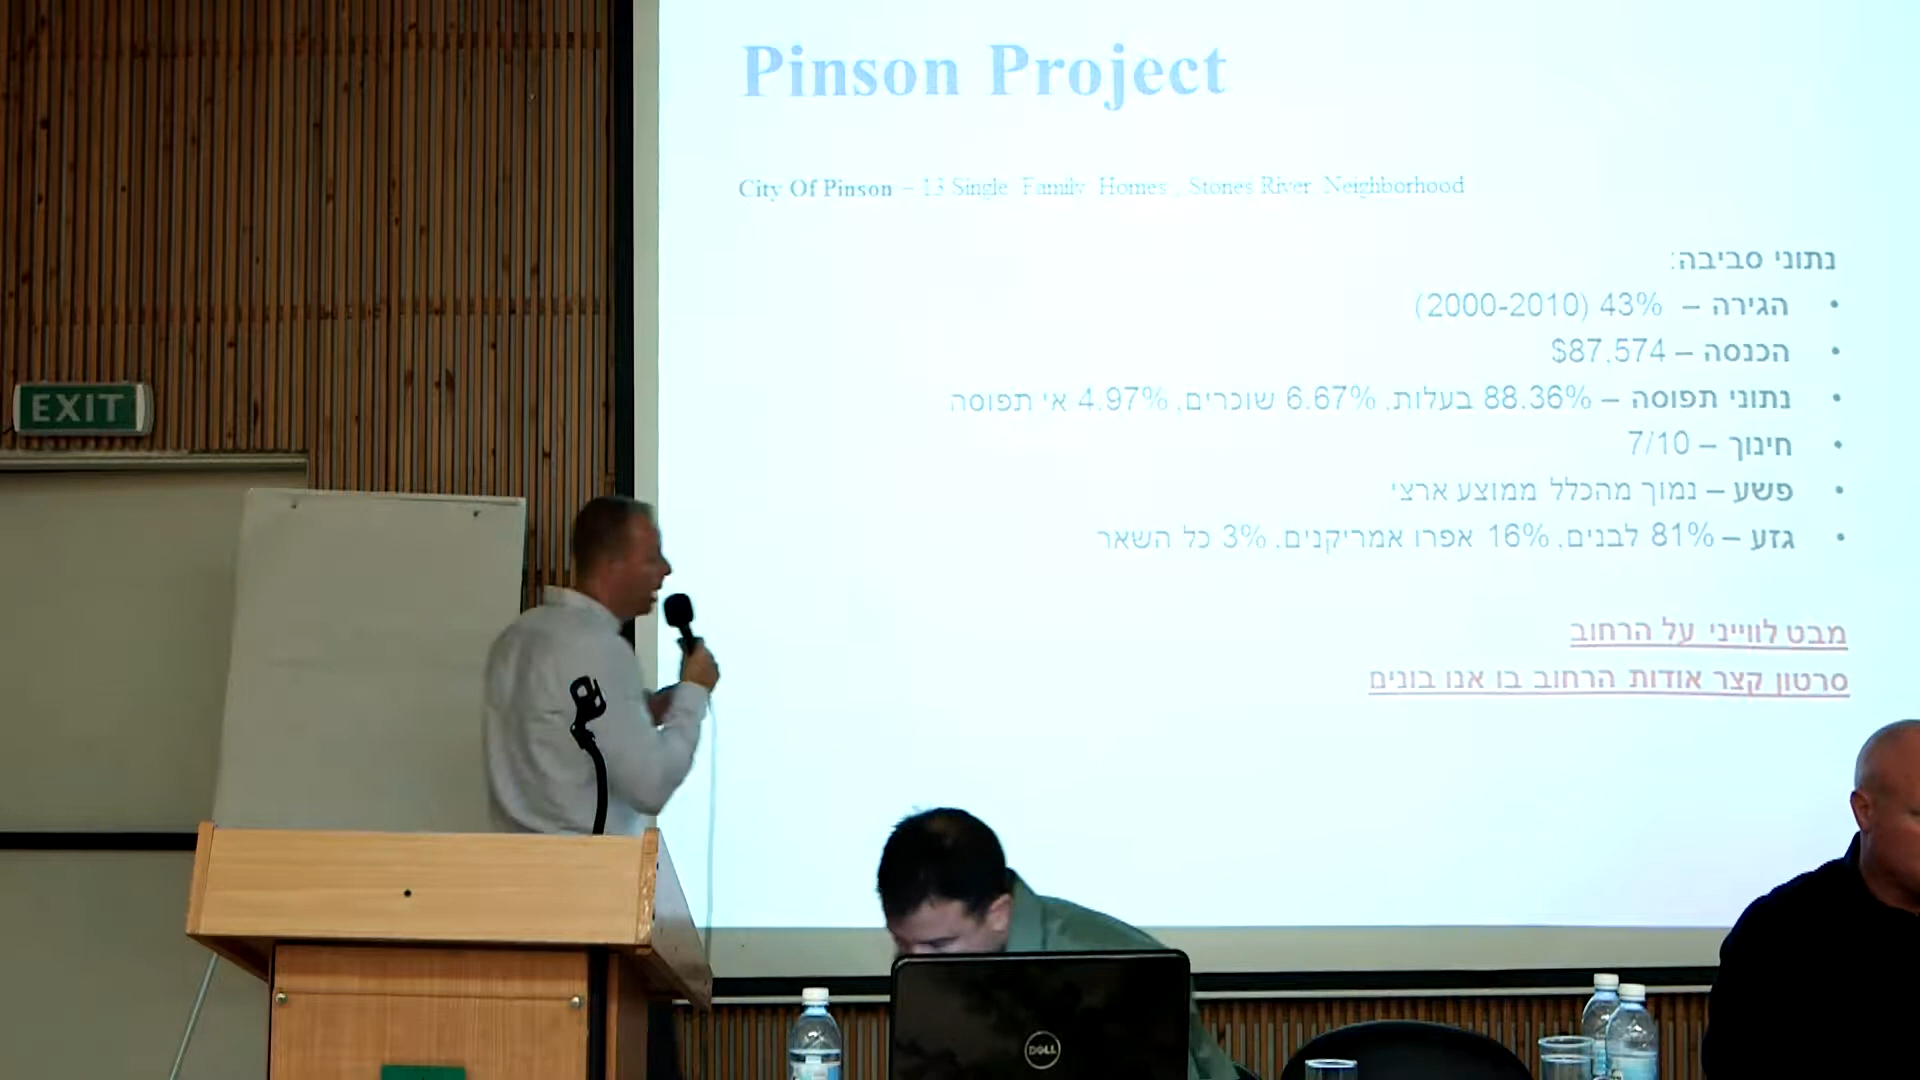 Pinson Project
City Of Pinson – 13 Single Family Homes , Stones River Neighborhood
נתוני סביבה:
• הגירה – 43% (2000-2010)
• הכנסה – $87,574
• נתוני תפוסה – 88.36% בעלות, 6.67% שוכרים, 4.97% אי תפוסה
• חינוך – 7/10
• פשע – נמוך מהכלל ממוצע ארצי
• גזע – 81% לבנים, 16% אפרו אמריקנים, 3% כל השאר
מבט לווייני על הרחוב
סרטון קצר אודות הרחוב בו אנו בונים
EXIT
DELL